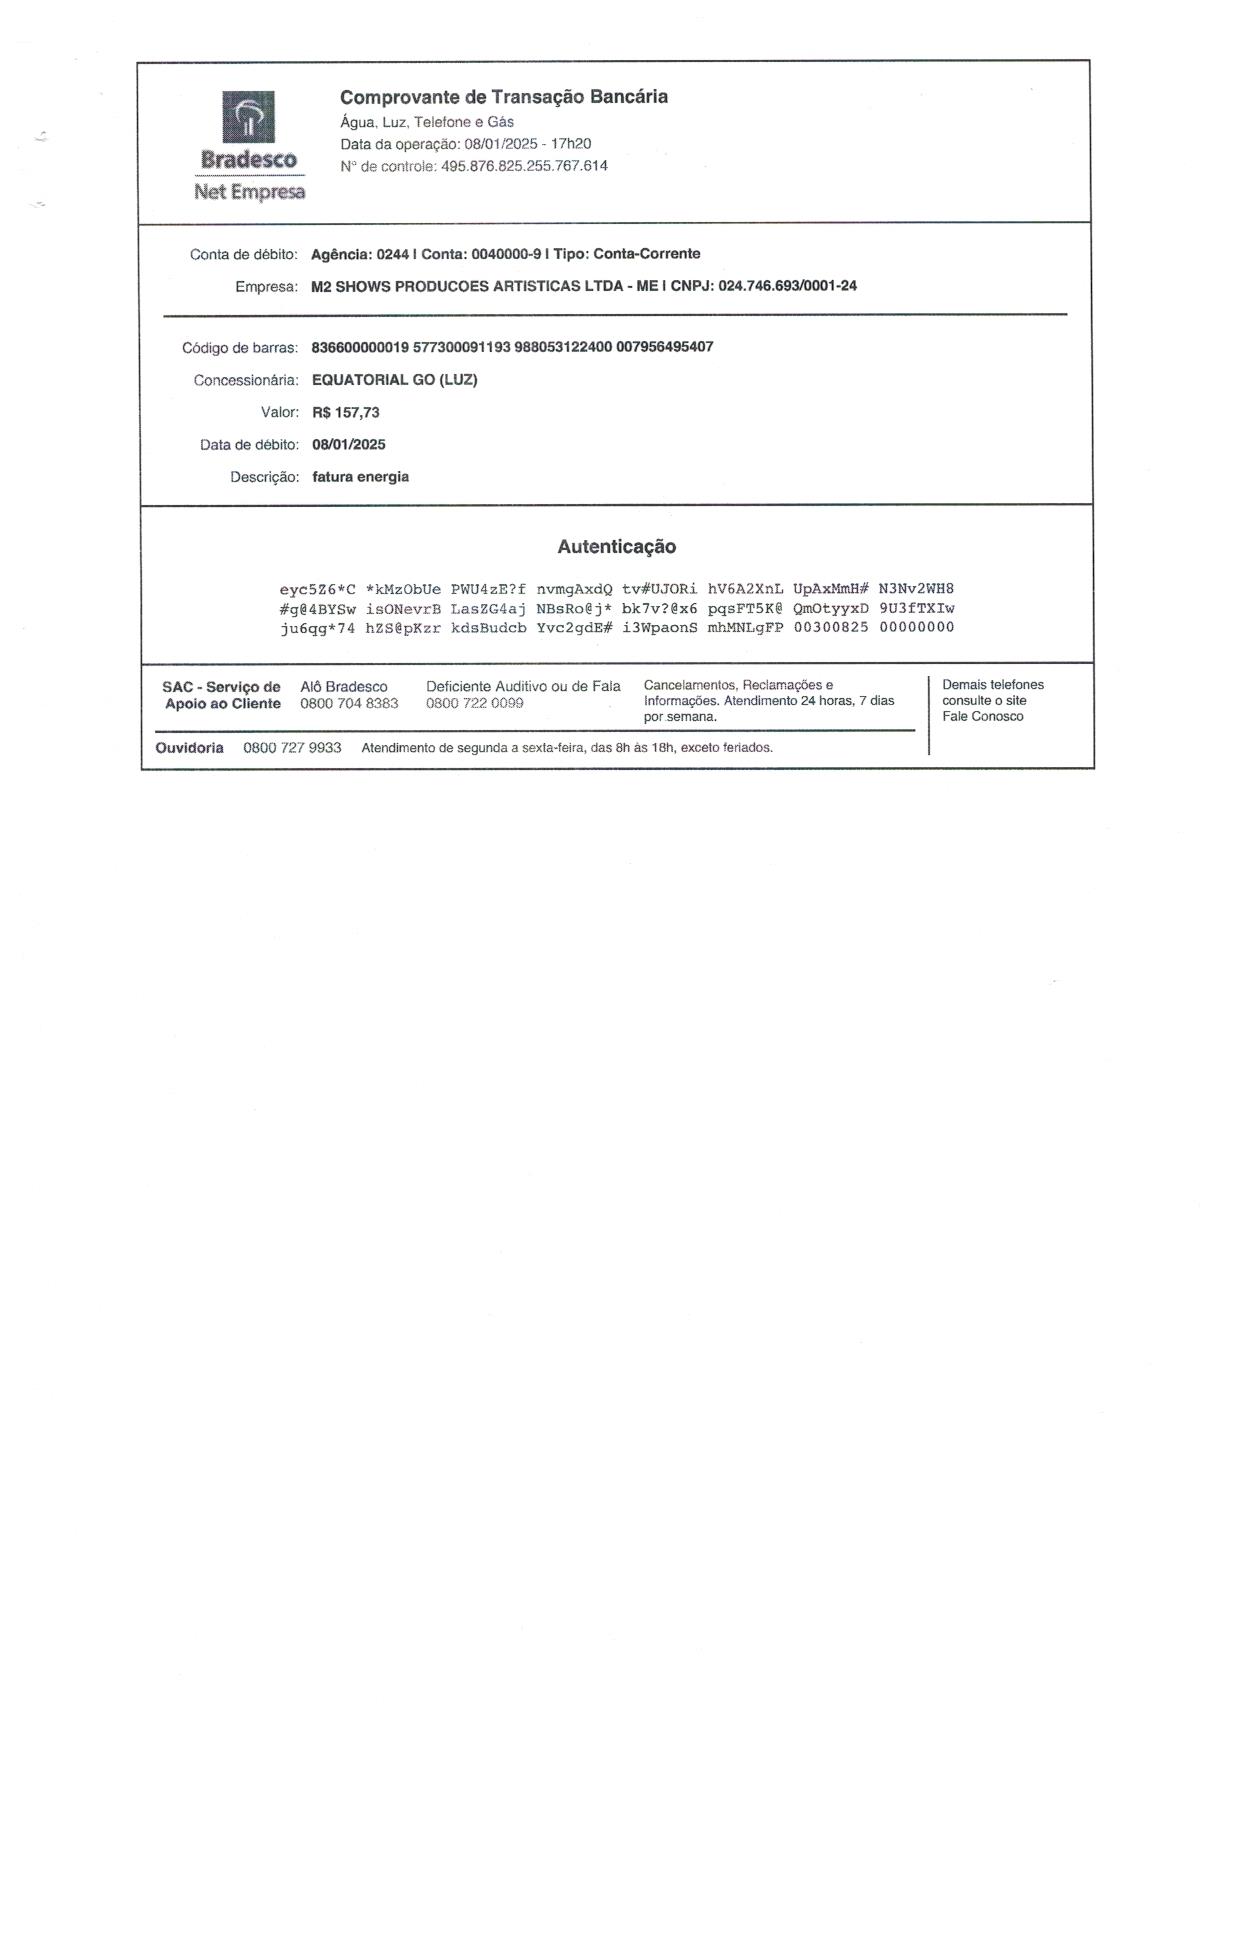 Comprovante de Transação Bancária
Água, Luz, Telefone e Gás
Data da operação: 08/01/2025 - 17h20
N° de controle: 495.876.825.255.767.614
Bradesco
Net Empresa
Conta de débito: Agência: 0244 | Conta: 0040000-9 | Tipo: Conta-Corrente
Empresa: M2 SHOWS PRODUCOES ARTISTICAS LTDA - ME | CNPJ: 024.746.693/0001-24
Código de barras: 836600000019 577300091193 988053122400 007956495407
Concessionária: EQUATORIAL GO (LUZ)
Valor: R$ 157,73
Data de débito: 08/01/2025
Descrição: fatura energia
Autenticação
eyc5Z6*C *kMzObUe PWU4zE?f nvmgAxdQ tv#UJORi hV6A2XnL UpAxMmH# N3Nv2WH8
#g@4BYSw isONevrB LasZG4aj NBsRo@j* bk7v?@x6 pqsFT5K@ QmOtyyxD 9U3fTXIw
ju6qg*74 hZS@pKzr kdsBudcb Yvc2gdE# i3WpaonS mhMNLgFP 00300825 00000000
SAC - Serviço de Apoio ao Cliente
Alô Bradesco
0800 704 8383
Deficiente Auditivo ou de Fala
0800 722 0099
Cancelamentos, Reclamações e
Informações. Atendimento 24 horas, 7 dias
por semana.
Demais telefones
consulte o site
Fale Conosco
Ouvidoria 0800 727 9933 Atendimento de segunda a sexta-feira, das 8h às 18h, exceto feriados.